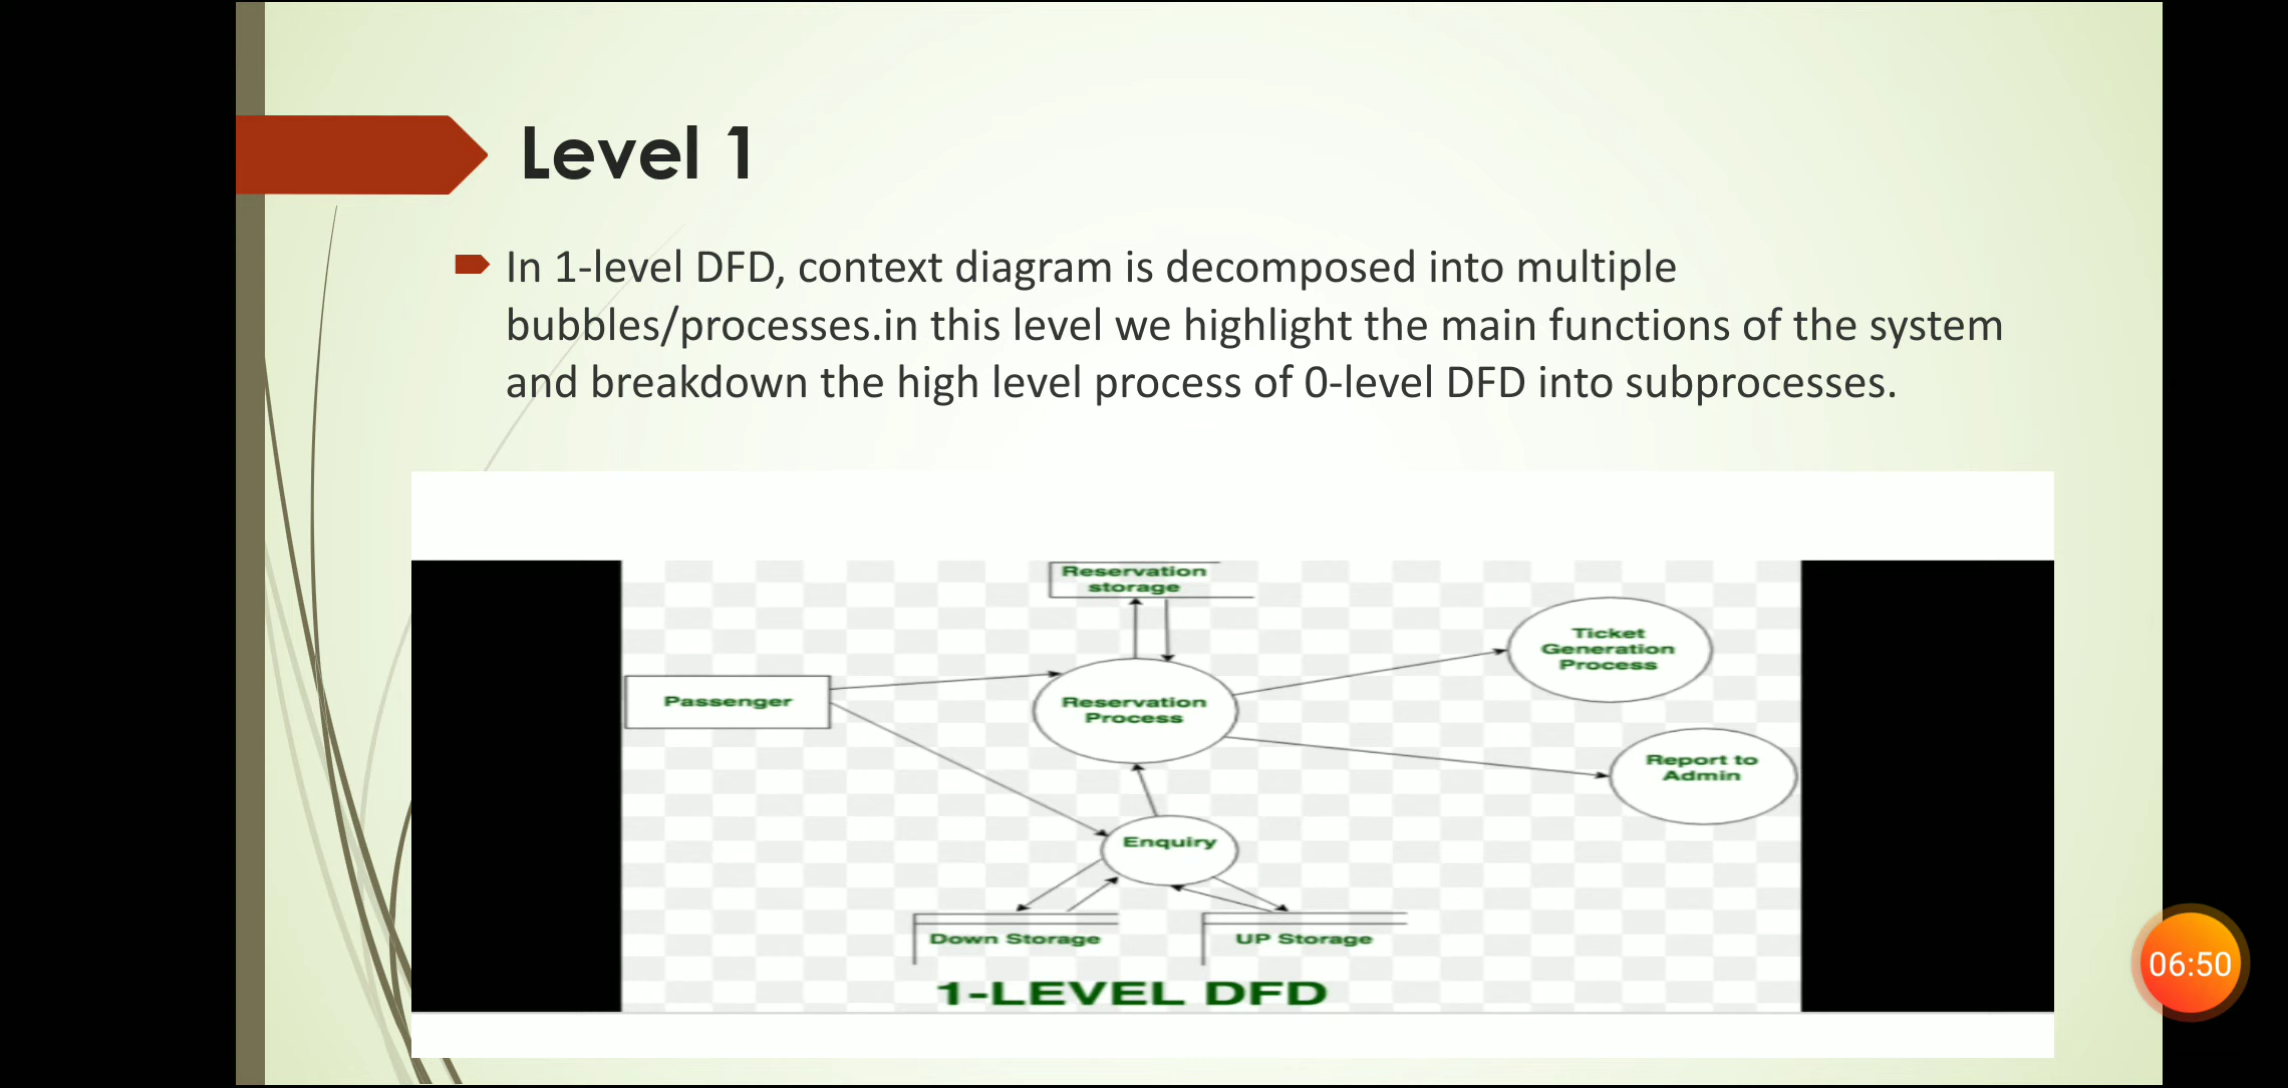 Level 1
In 1-level DFD, context diagram is decomposed into multiple
bubbles/processes.in this level we highlight the main functions of the system
and breakdown the high level process of 0-level DFD into subprocesses.
Reservation
storage
Ticket
Generation
Process
Passenger
Reservation
Process
Report to
Admin
Enquiry
Down Storage
UP Storage
1-LEVEL DFD
06:50